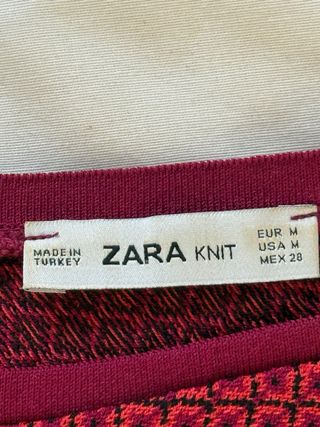 MADE IN
TURKEY
ZARA KNIT
EUR M
USA M
MEX 28